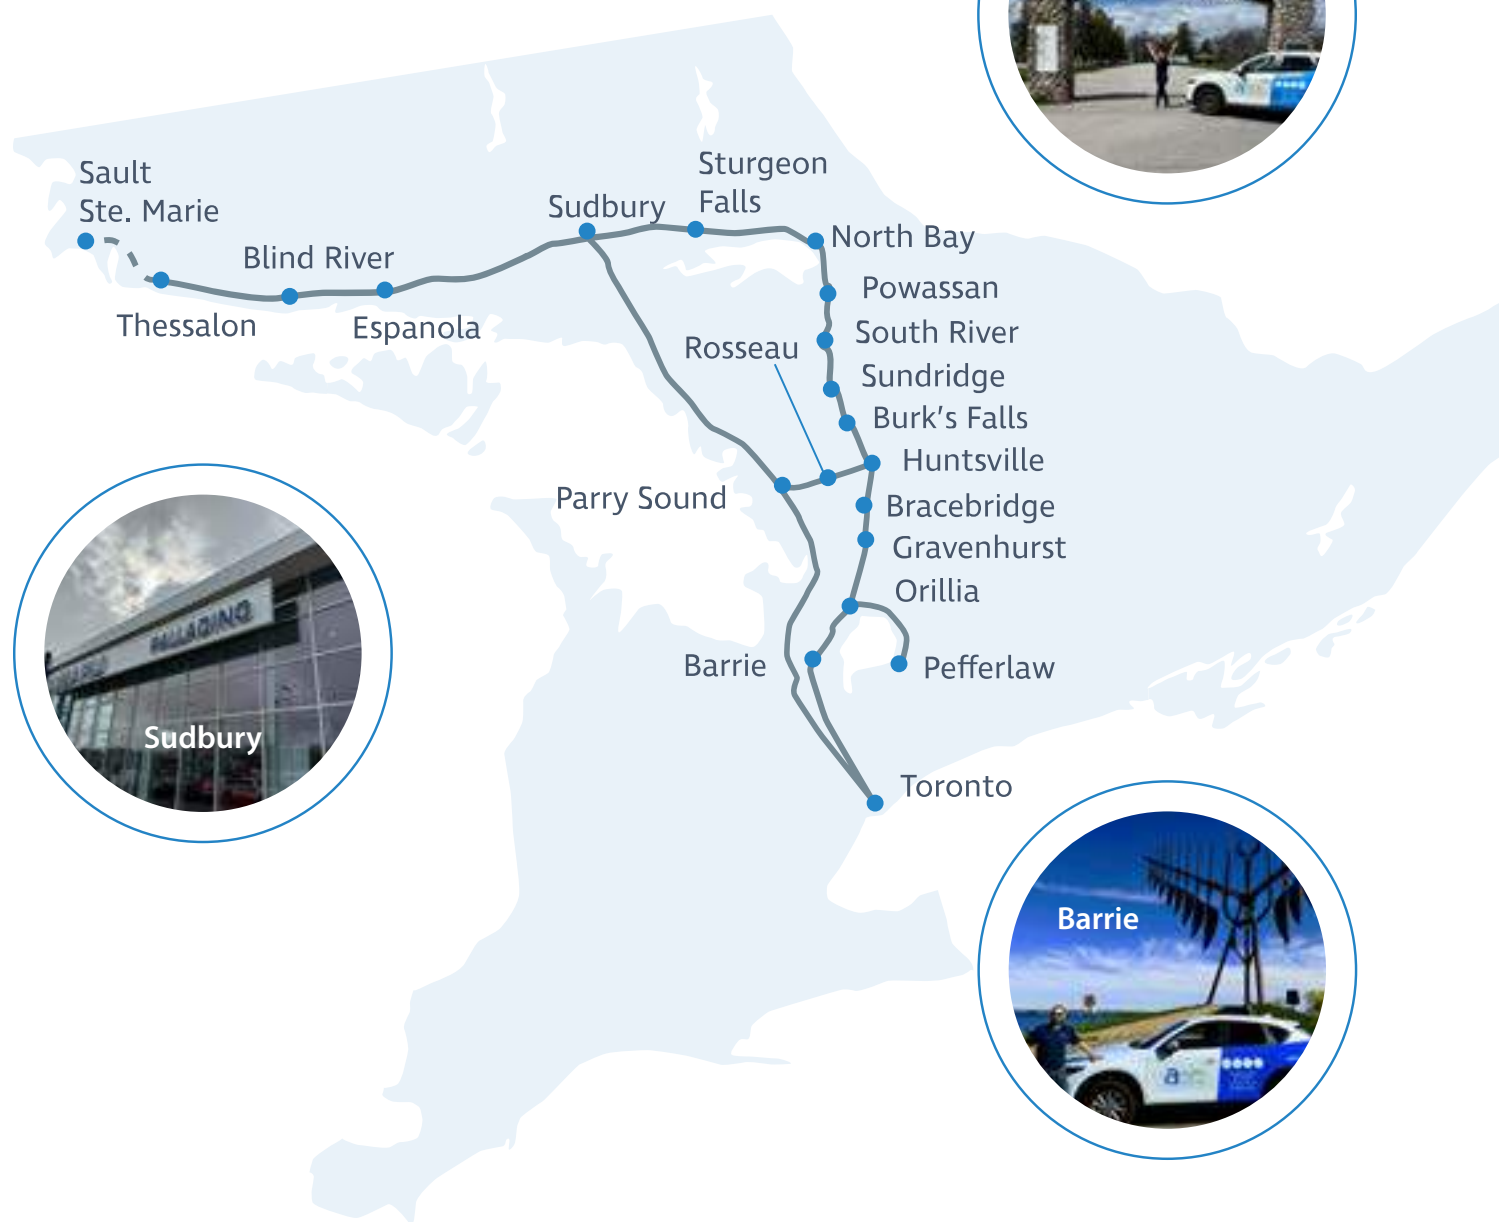 Sault
Ste. Marie
Sturgeon
Falls
Sudbury
North Bay
Blind River
Powassan
Thessalon
Espanola
South River
Rosseau
Sundridge
Burk's Falls
Huntsville
Parry Sound
Bracebridge
Gravenhurst
Orillia
PALLADINO
Barrie
Pefferlaw
Sudbury
Toronto
Barrie